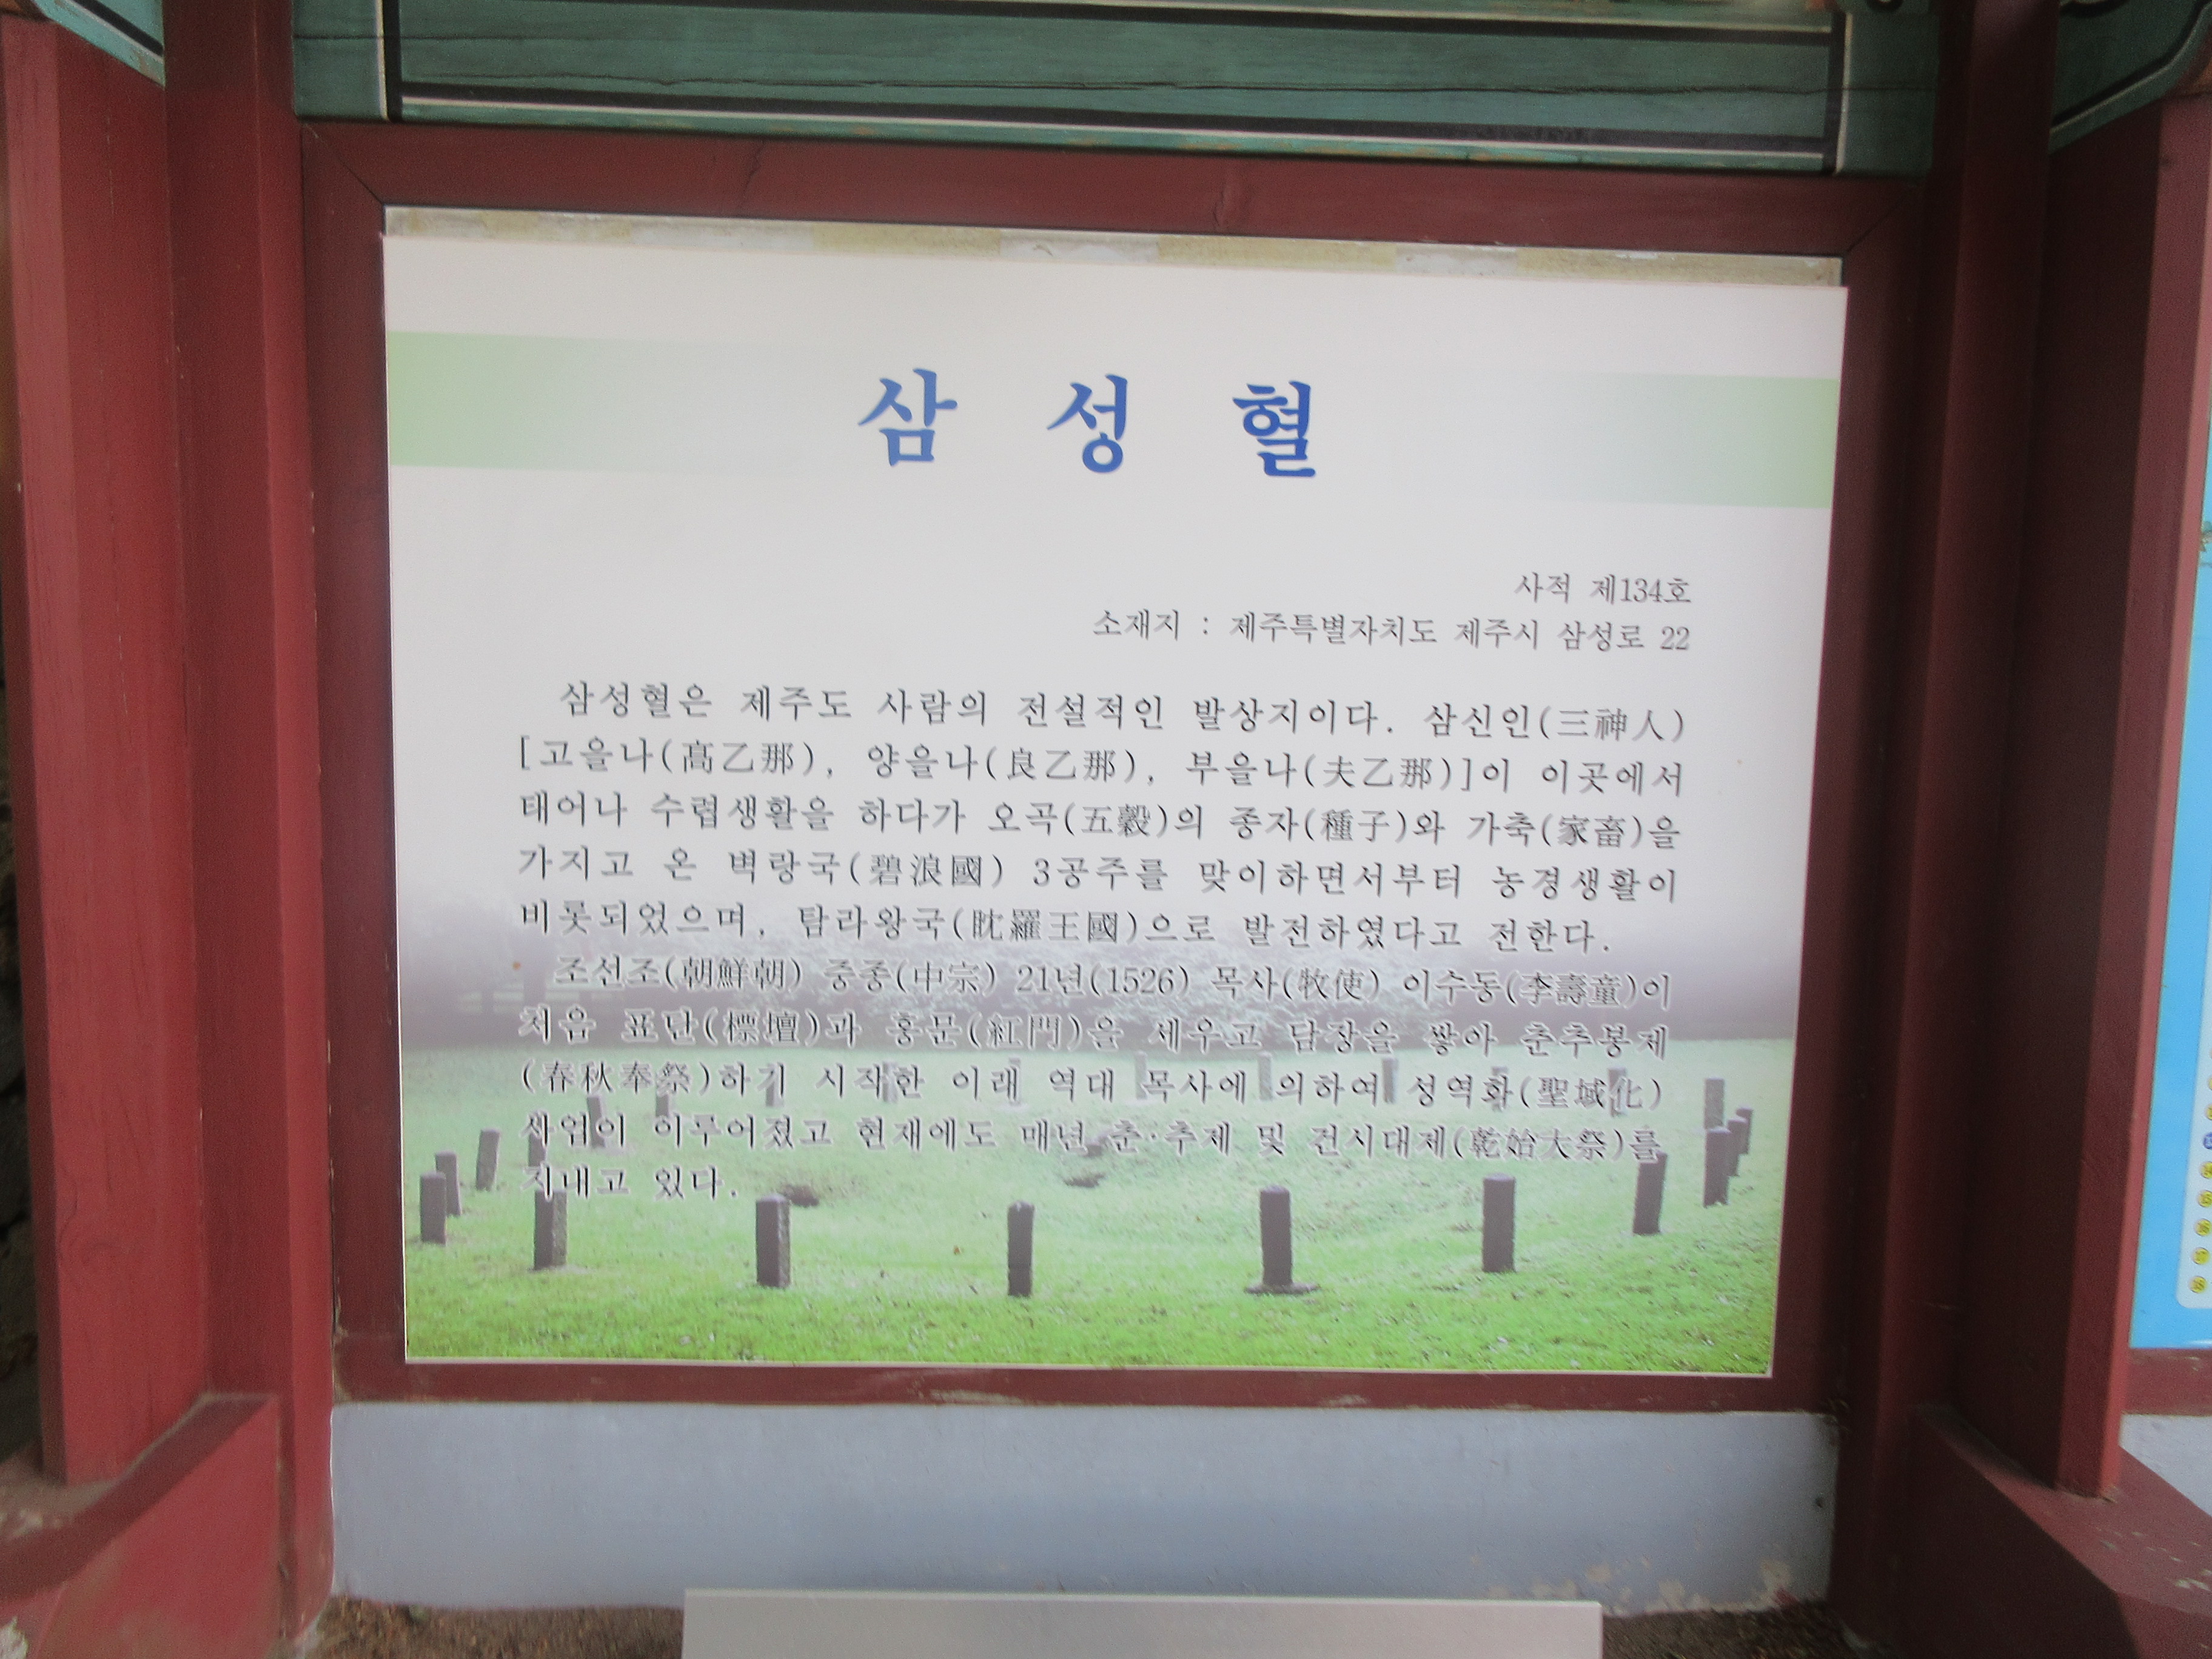 삼 성 혈
사적 제134호
소재지 : 제주특별자치도 제주시 삼성로 22
삼성혈은 제주도 사람의 전설적인 발상지이다. 삼신인(三神人)
[고을나(髙乙那), 양을나(良乙那), 부을나(夫乙那)]이 이곳에서
태어나 수렵생활을 하다가 오곡(五穀)의 종자(種子)와 가축(家畜)을
가지고 온 벽랑국(碧浪國) 3공주를 맞이하면서부터 농경생활이
비롯되었으며, 탐라왕국(耽羅王國)으로 발전하였다고 전한다.
조선조(朝鮮朝) 중종(中宗) 21년(1526) 목사(牧使) 이수동(李壽童)이
처음 표단(標壇)과 홍문(紅門)을 세우고 담장을 쌓아 춘추봉제
(春秋奉祭)하기 시작한 이래 역대 목사에 의하여 성역화(聖域化)
사업이 이루어졌고 현재에도 매년 춘·추제 및 건시대제(乾始大祭)를
지내고 있다.